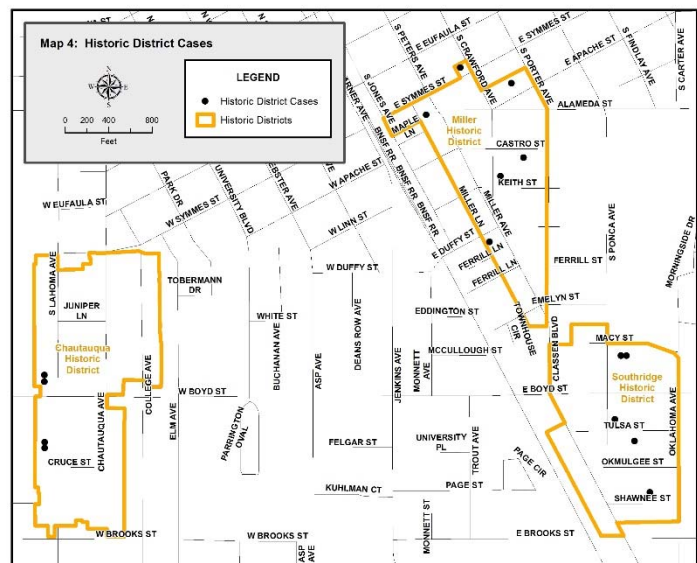 Map 4: Historic District Cases
N
W E
S
0 200 400 800
Feet
LEGEND
Historic District Cases
Historic Districts
E EUFAULA ST
E SYMMES ST
S PETERS AVE
S CRAWFORD AVE
S PORTER AVE
E APACHE ST
S FINDLAY AVE
S CARTER AVE
S JONES AVE
E SYMMES ST
ALAMEDA ST
MAPLE LN
Miller
Historic
District
BNSF RR
BNSF RR
BNSF RR
CASTRO ST
KEITH ST
W APACHE ST
W EUFAULA ST
PARK DR
UNIVERSITY BLVD
W SYMMES ST
W LINN ST
MILLER LN
MILLER AVE
S PONCA AVE
MORNINGSIDE DR
E DUFFY ST
FERRILL LN
FERRILL LN
FERRILL ST
W DUFFY ST
S LAHOMA AVE
TOBERMANN
DR
JUNIPER
LN
EMELYN ST
TOWNHOUSE
CIR
WHITE ST
EDDINGTON ST
BUCHANAN AVE
ASP AVE
DEANS ROW AVE
JENKINS AVE
MONNETT
AVE
MCCULLOUGH ST
CLASSEN BLVD
MACY ST
Chautauqua
Historic
District
COLLEGE AVE
ELM AVE
CHAUTAUQUA AVE
W BOYD ST
E BOYD ST
Southridge
Historic
District
OKLAHOMA AVE
PARRINGTON
OVAL
TULSA ST
FELGAR ST
UNIVERSITY
PL
TROUT AVE
PAGE CIR
CRUCE ST
OKMULGEE ST
KUHLMAN CT
PAGE ST
SHAWNEE ST
MONNETT ST
W BROOKS ST
W BROOKS ST
ASP
AVE
E BROOKS ST